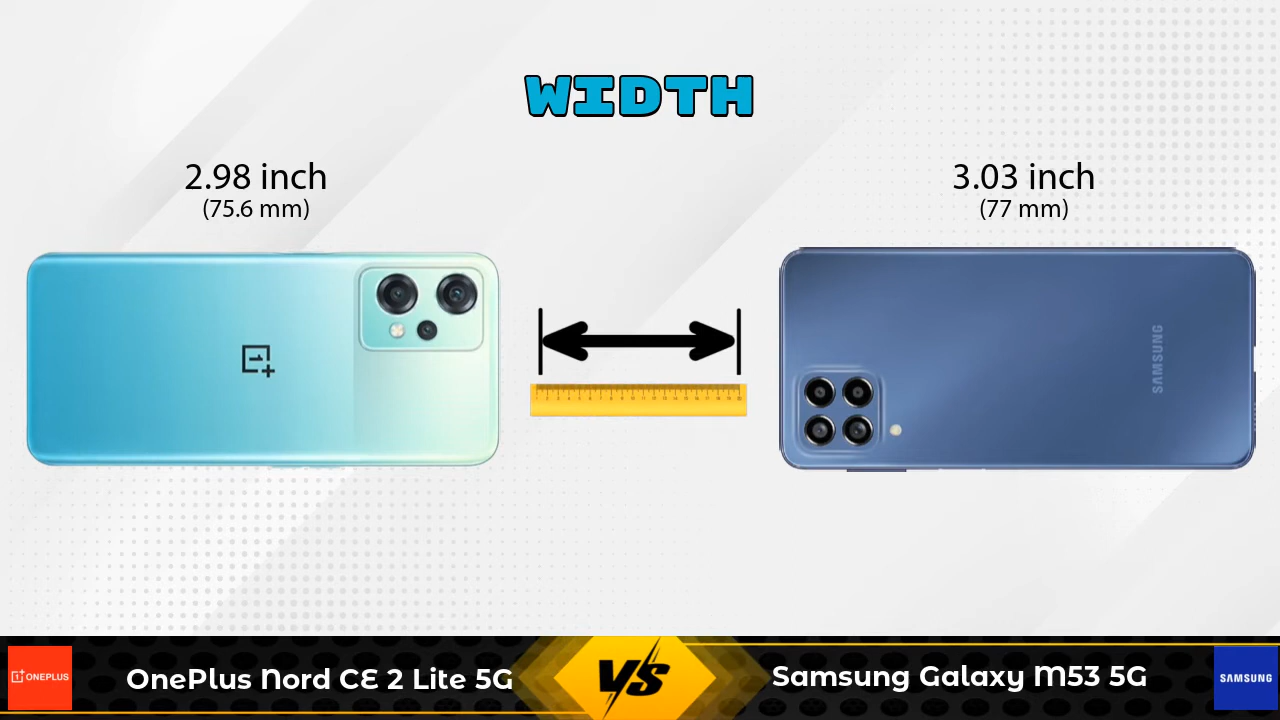 WIDTH
2.98 inch
(75.6 mm)
3.03 inch
(77 mm)
SAMSUNG
ONEPLUS
OnePlus Nord CE 2 Lite 5G
VS
Samsung Galaxy M53 5G
SAMSUNG